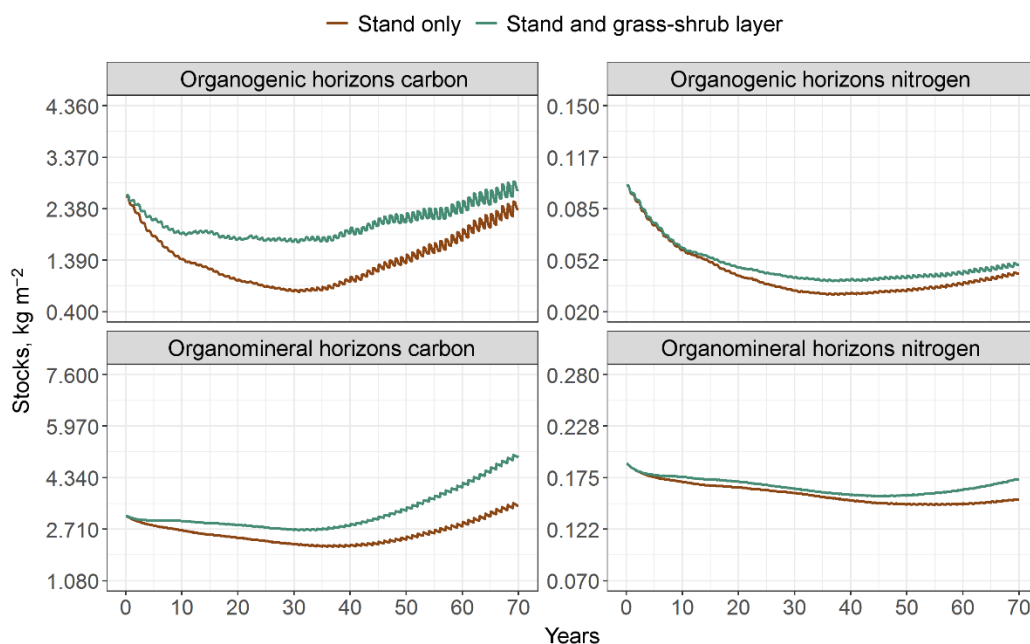 Stand only Stand and grass-shrub layer
Organogenic horizons carbon
Organogenic horizons nitrogen
4.360
3.370
2.380
1.390
0.400
0.150
0.117
0.085
0.052
0.020
Stocks, kg m⁻²
Organomineral horizons carbon
Organomineral horizons nitrogen
7.600
5.970
4.340
2.710
1.080
0.280
0.228
0.175
0.122
0.070
0 10 20 30 40 50 60 70
0 10 20 30 40 50 60 70
Years